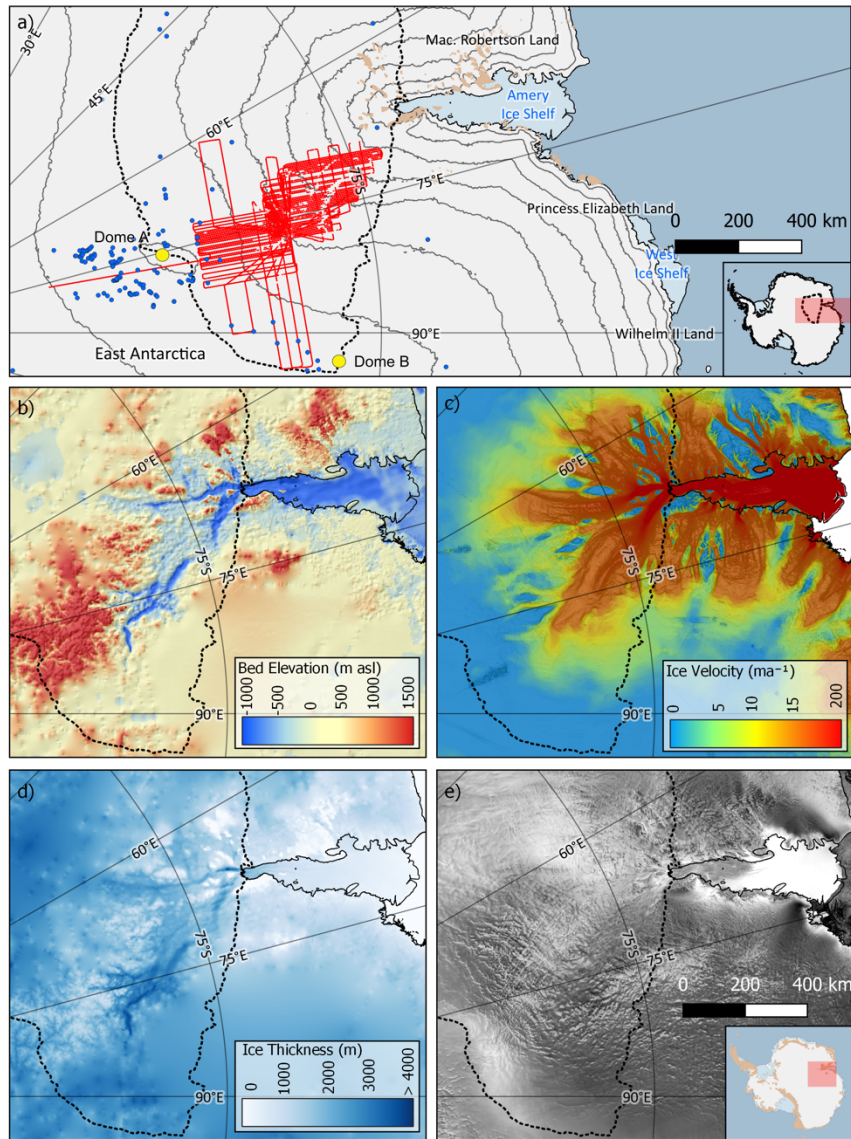 a)
30°E
45°E
60°E
Mac. Robertson Land
Amery
Ice Shelf
75°S
75°E
Princess Elizabeth Land
0 200 400 km
Dome A
West
Ice Shelf
90°E
Wilhelm II Land
East Antarctica
Dome B
b)
60°E
75°S
75°E
90°E
Bed Elevation (m asl)
-1000
-500
0
500
1000
1500
c)
60°E
75°S
75°E
90°E
Ice Velocity (ma⁻¹)
0
5
10
15
200
d)
60°E
75°S
75°E
90°E
Ice Thickness (m)
0
1000
2000
3000
> 4000
e)
60°E
75°S
75°E
0 200 400 km
90°E